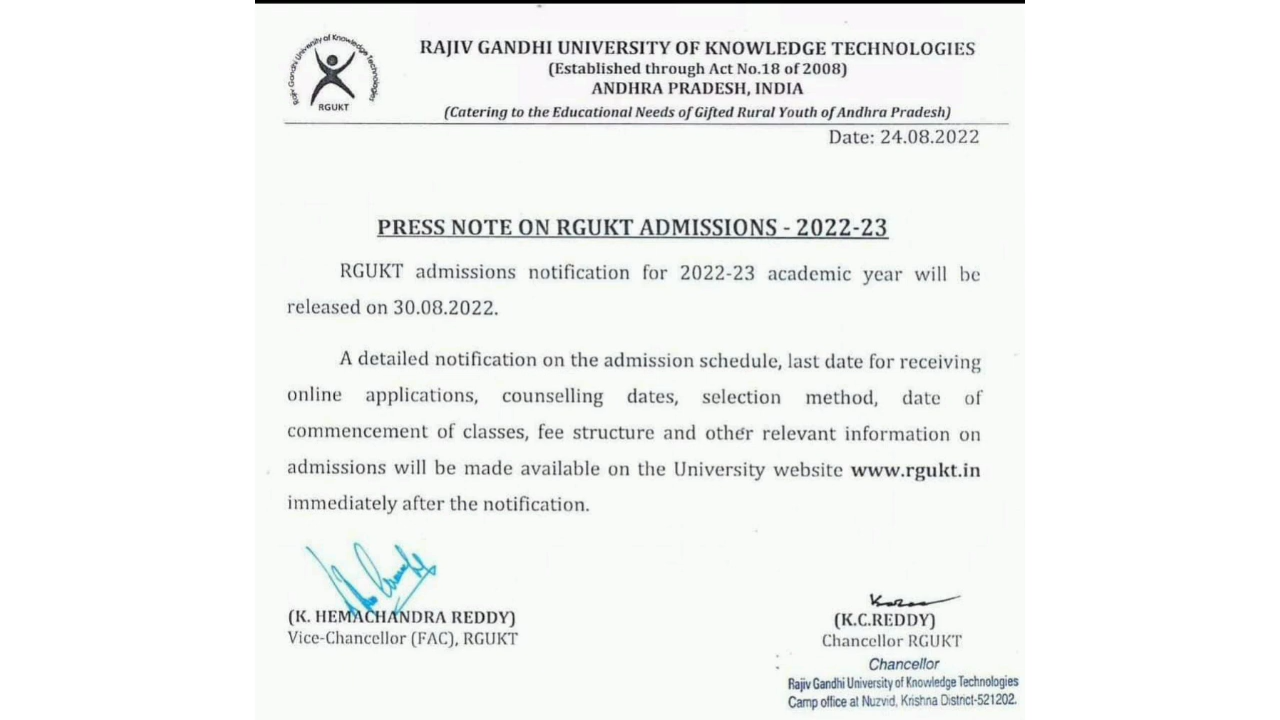 Rajiv Gandhi University of Knowledge Technologies
RGUKT
RAJIV GANDHI UNIVERSITY OF KNOWLEDGE TECHNOLOGIES
(Established through Act No.18 of 2008)
ANDHRA PRADESH, INDIA
(Catering to the Educational Needs of Gifted Rural Youth of Andhra Pradesh)
Date: 24.08.2022
PRESS NOTE ON RGUKT ADMISSIONS - 2022-23
RGUKT admissions notification for 2022-23 academic year will be
released on 30.08.2022.
A detailed notification on the admission schedule, last date for receiving
online applications, counselling dates, selection method, date of
commencement of classes, fee structure and other relevant information on
admissions will be made available on the University website www.rgukt.in
immediately after the notification.
(K. HEMACHANDRA REDDY)
Vice-Chancellor (FAC), RGUKT
(K.C.REDDY)
Chancellor RGUKT
Chancellor
Rajiv Gandhi University of Knowledge Technologies
Camp office at Nuzvid, Krishna District-521202.